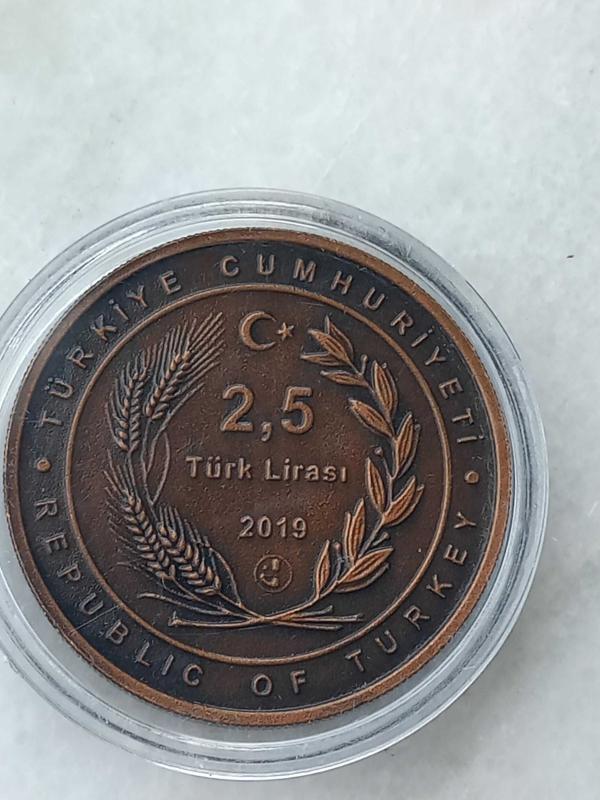 TÜRKİYE CUMHURİYETİ
2,5
Türk Lirası
2019
REPUBLIC OF TURKEY